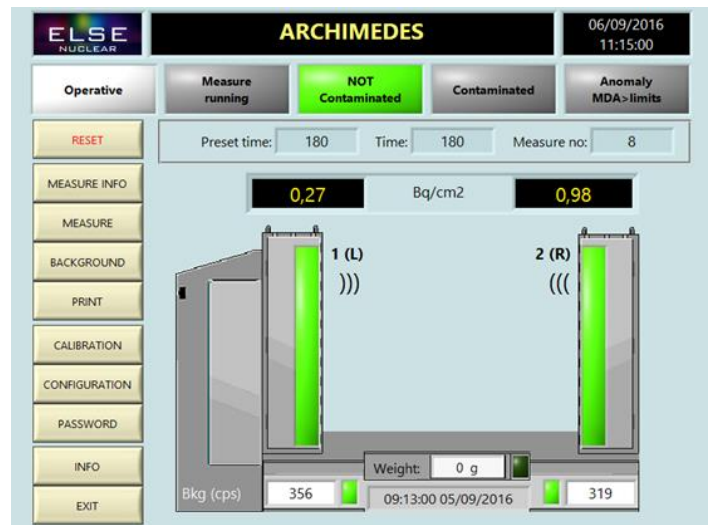 ELSE
NUCLEAR
ARCHIMEDES
06/09/2016
11:15:00
Operative
Measure
running
NOT
Contaminated
Contaminated
Anomaly
MDA>limits
RESET
Preset time: 180 Time: 180 Measure no: 8
MEASURE INFO
0,27 Bq/cm2 0,98
MEASURE
BACKGROUND
PRINT
CALIBRATION
CONFIGURATION
PASSWORD
INFO
EXIT
1 (L)
)))
2 (R)
(((
Weight: 0 g
Bkg (cps) 356 09:13:00 05/09/2016 319